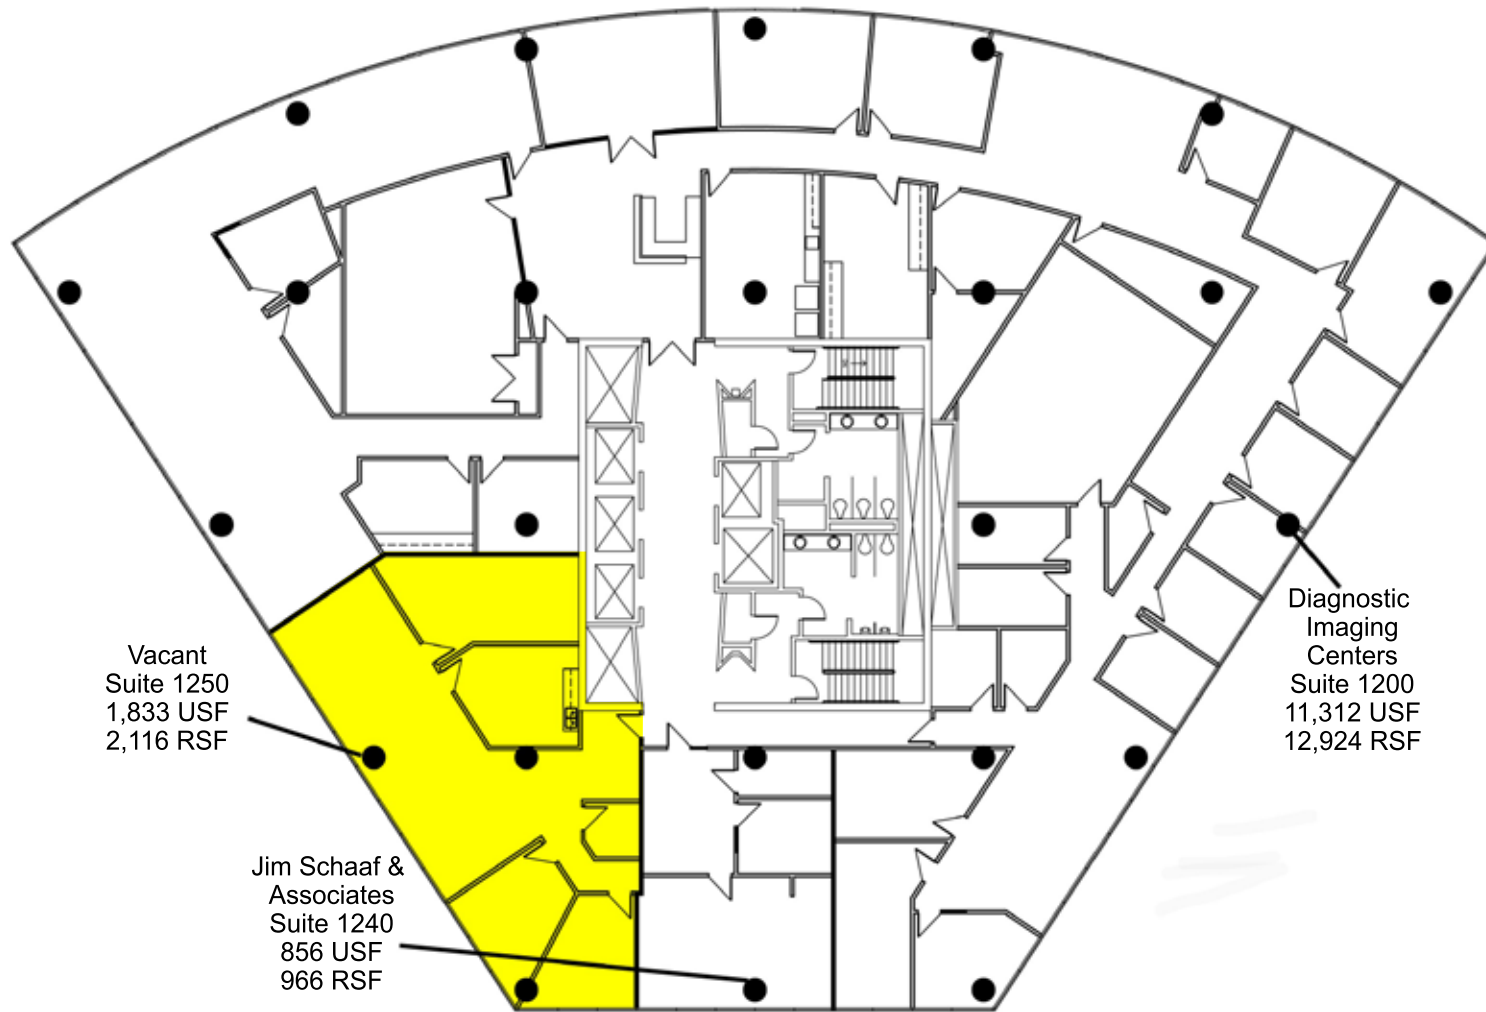 Vacant
Suite 1250
1,833 USF
2,116 RSF
Jim Schaaf &
Associates
Suite 1240
856 USF
966 RSF
Diagnostic
Imaging
Centers
Suite 1200
11,312 USF
12,924 RSF